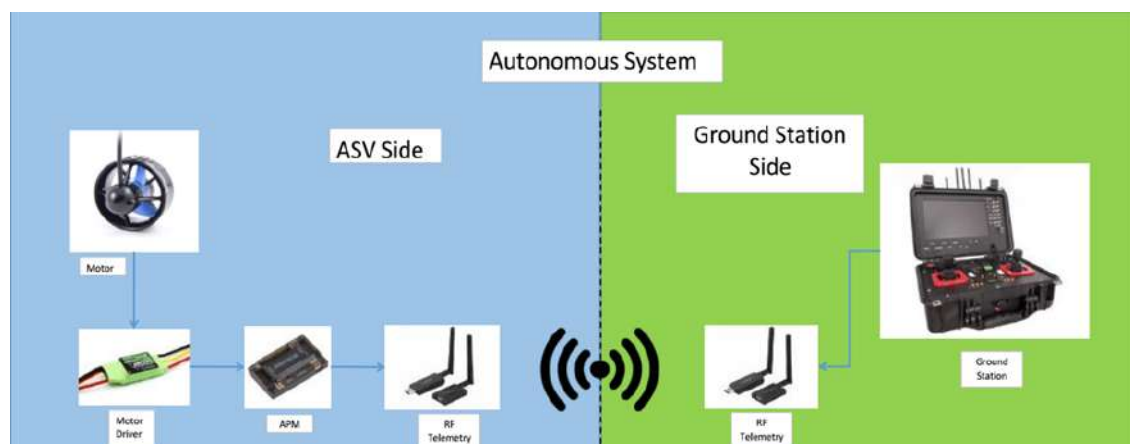 Autonomous System
ASV Side
Ground Station
Side
Motor
Motor
Driver
APM
RF
Telemetry
RF
Telemetry
Ground
Station